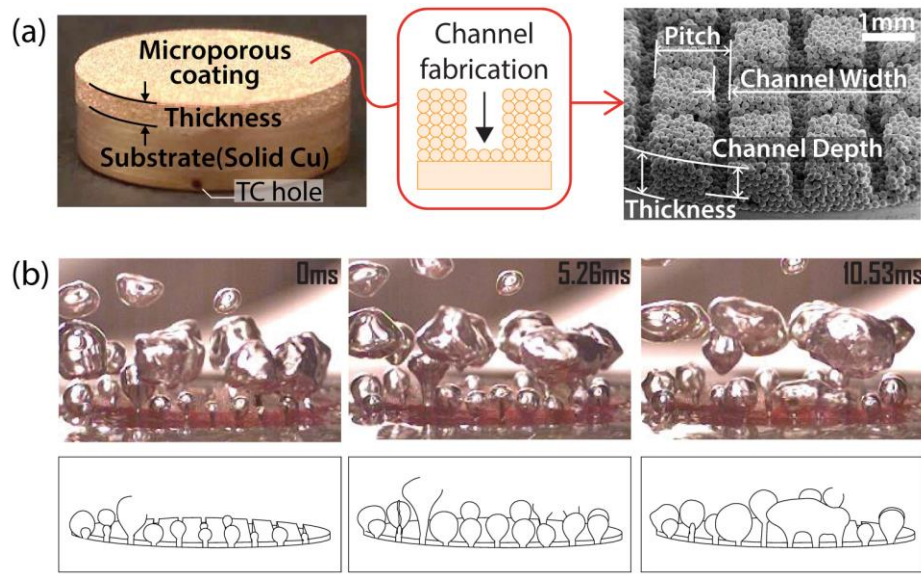 (a)
Microporous
coating
Thickness
Substrate(Solid Cu)
TC hole
Channel
fabrication
1mm
Pitch
Channel Width
Channel Depth
Thickness
(b)
0ms
5.26ms
10.53ms